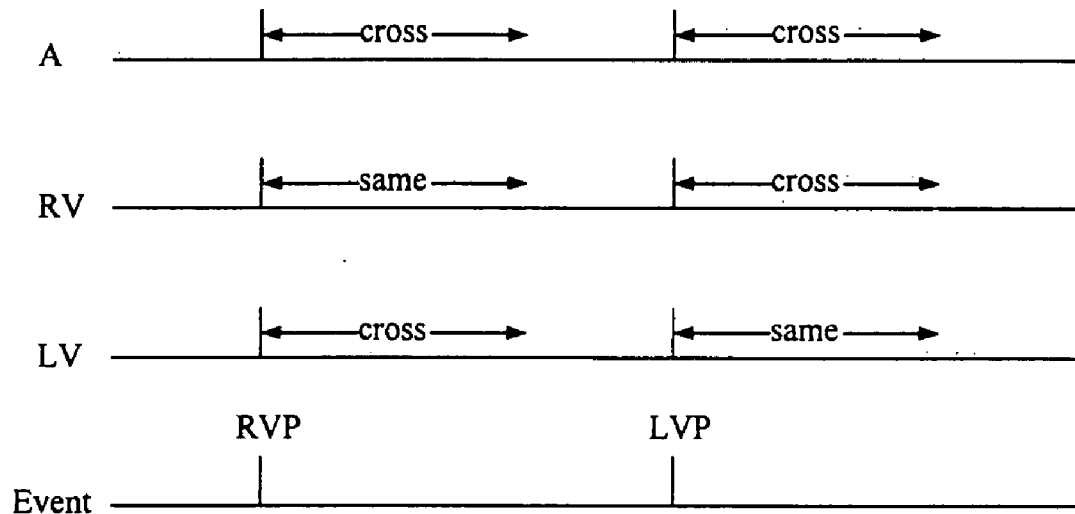 cross cross
A
same cross
RV
cross same
LV
RVP LVP
Event